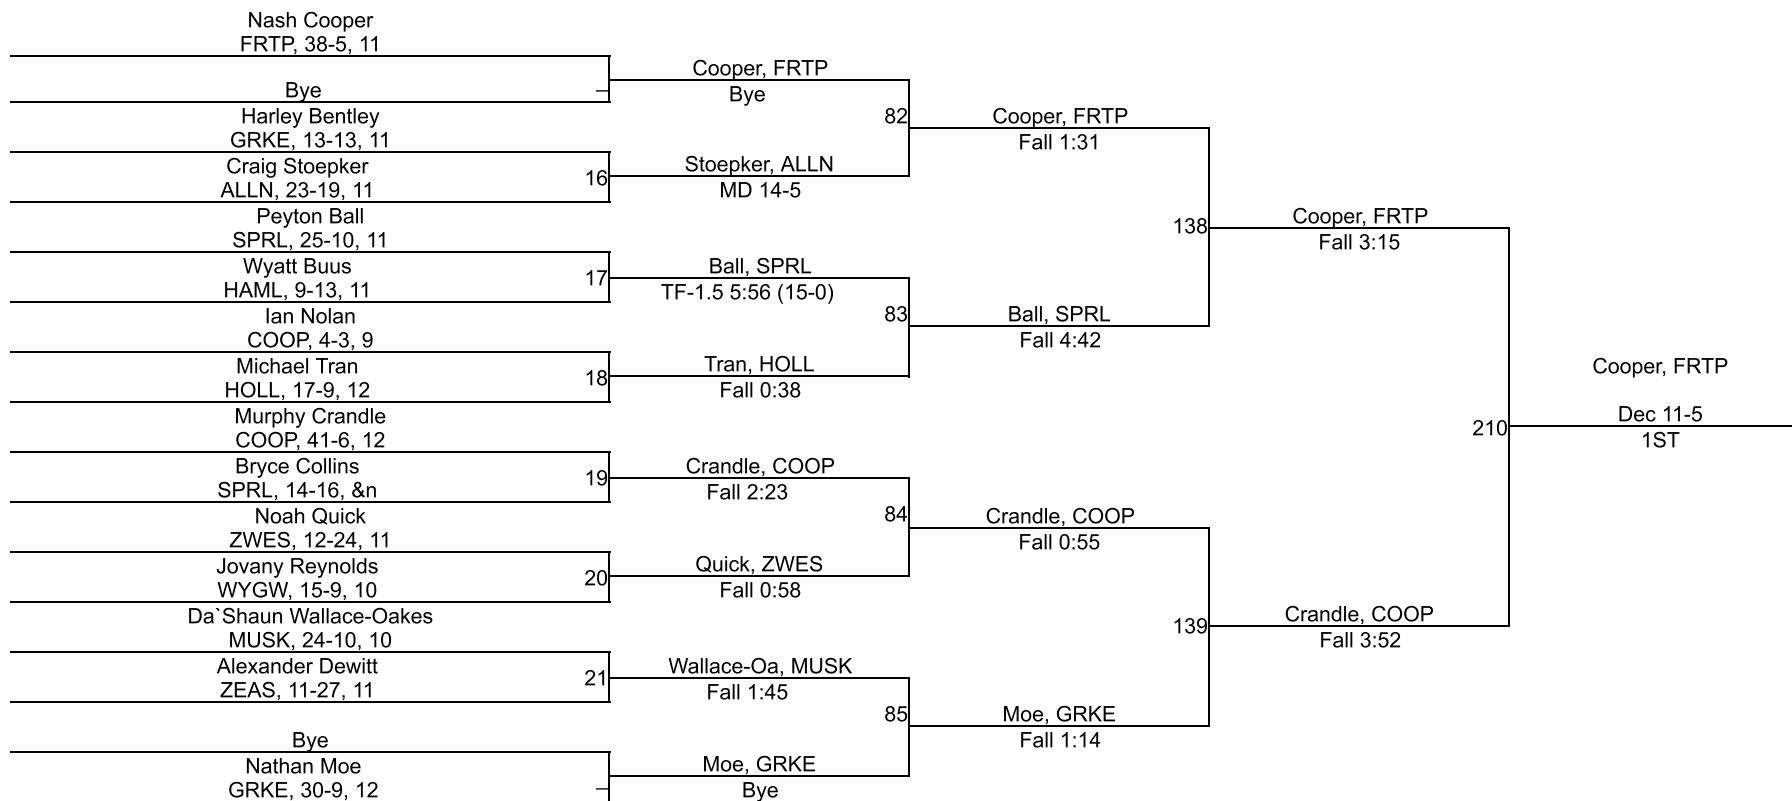 Nash Cooper
FRTP, 38-5, 11
Bye
Harley Bentley
GRKE, 13-13, 11
Craig Stoepker
ALLN, 23-19, 11
Peyton Ball
SPRL, 25-10, 11
Wyatt Buus
HAML, 9-13, 11
Ian Nolan
COOP, 4-3, 9
Michael Tran
HOLL, 17-9, 12
Murphy Crandle
COOP, 41-6, 12
Bryce Collins
SPRL, 14-16, &n
Noah Quick
ZWES, 12-24, 11
Jovany Reynolds
WYGW, 15-9, 10
Da`Shaun Wallace-Oakes
MUSK, 24-10, 10
Alexander Dewitt
ZEAS, 11-27, 11
Bye
Nathan Moe
GRKE, 30-9, 12
16
17
18
19
20
21
Cooper, FRTP
Bye
Stoepker, ALLN
MD 14-5
Ball, SPRL
TF-1.5 5:56 (15-0)
Tran, HOLL
Fall 0:38
Crandle, COOP
Fall 2:23
Quick, ZWES
Fall 0:58
Wallace-Oa, MUSK
Fall 1:45
Moe, GRKE
Bye
82
83
84
85
Cooper, FRTP
Fall 1:31
Ball, SPRL
Fall 4:42
Crandle, COOP
Fall 0:55
Moe, GRKE
Fall 1:14
138
139
Cooper, FRTP
Fall 3:15
Crandle, COOP
Fall 3:52
210
Cooper, FRTP
Dec 11-5
1ST